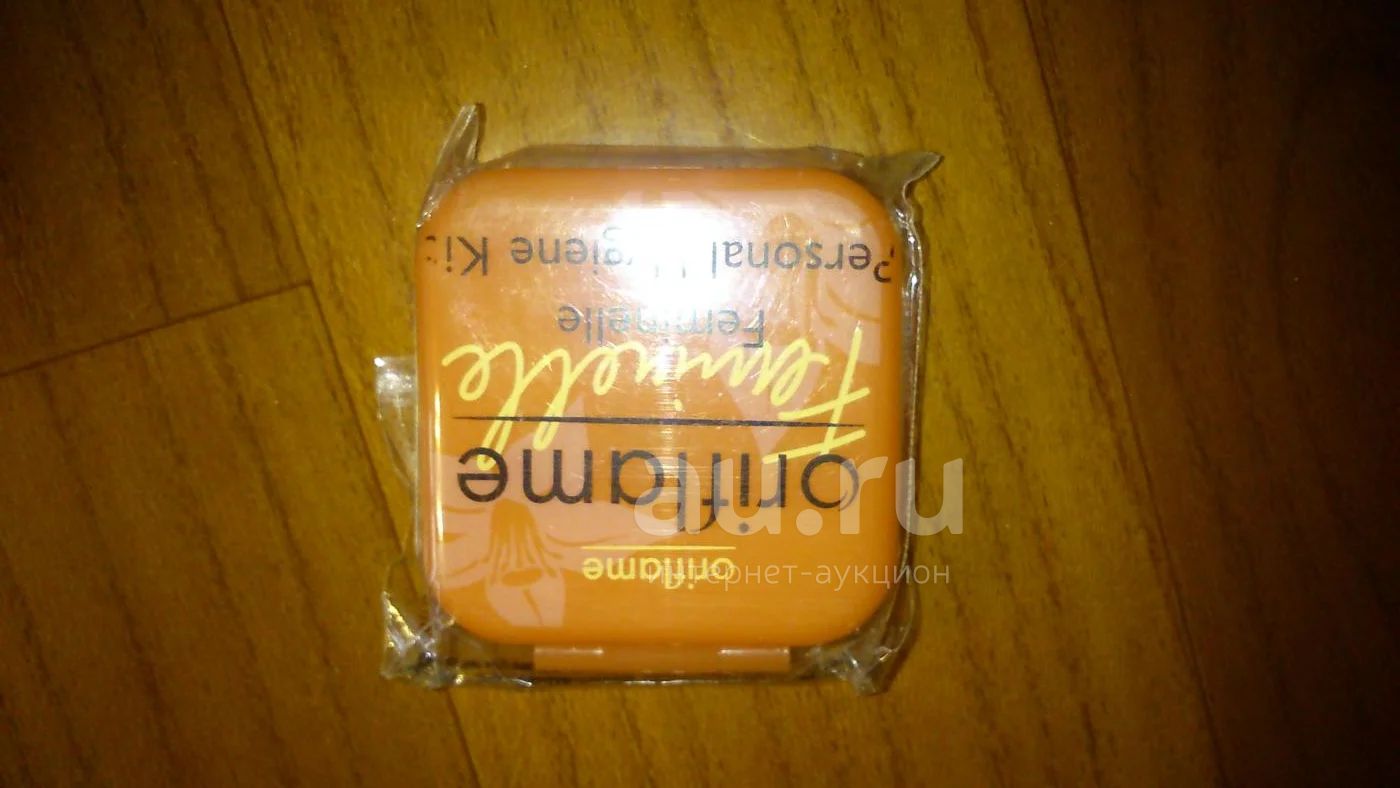 oriflame
oriflame
Feminelle
Feminelle
Personal Hygiene Kit
au.ru
интернет-аукцион